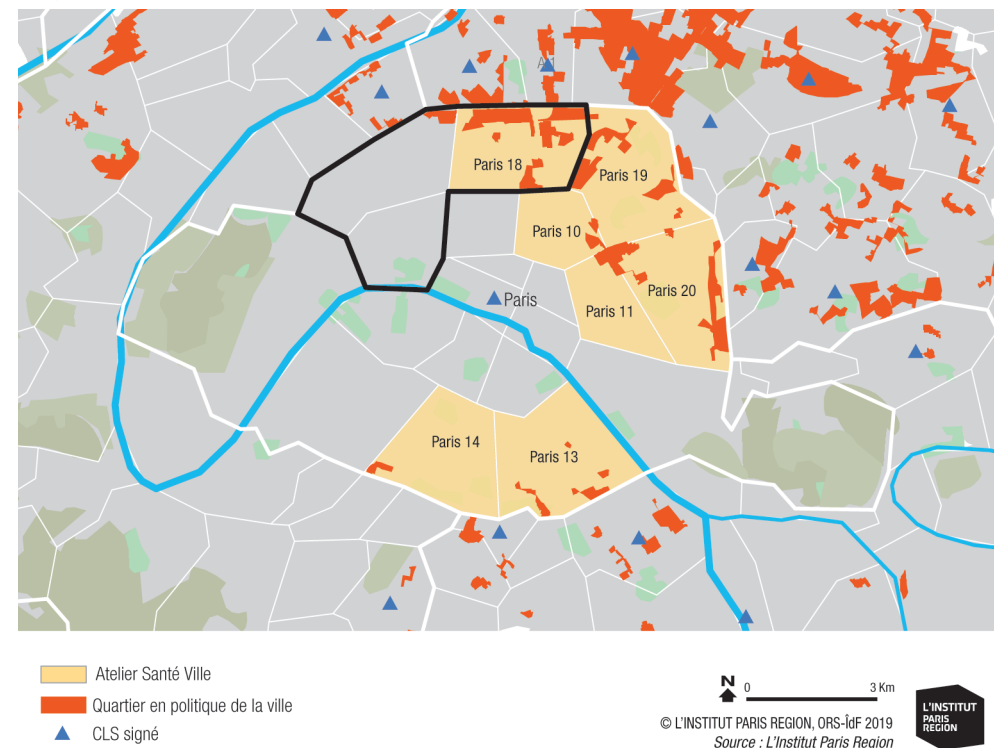 Paris 18
Paris 19
Paris 10
Paris 20
Paris
Paris 11
Paris 14
Paris 13
Atelier Santé Ville
Quartier en politique de la ville
CLS signé
N
0
3 Km
© L'INSTITUT PARIS REGION, ORS-ÎdF 2019
Source : L'Institut Paris Region
L'INSTITUT
PARIS
REGION